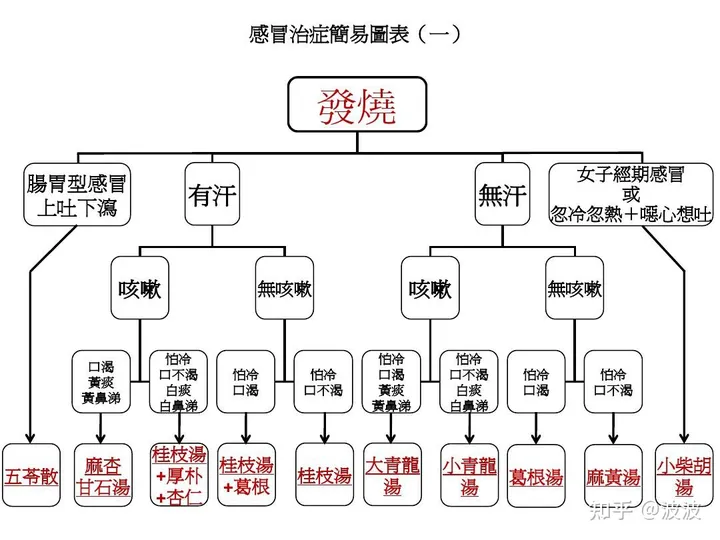 感冒治症簡易圖表（一）
發燒
腸胃型感冒
上吐下瀉
有汗
無汗
女子經期感冒
或
忽冷忽熱＋噁心想吐
咳嗽
無咳嗽
咳嗽
無咳嗽
口渴
黃痰
黃鼻涕
怕冷
口不渴
白痰
白鼻涕
怕冷
口渴
怕冷
口不渴
怕冷
口渴
黃痰
黃鼻涕
怕冷
口不渴
白痰
白鼻涕
怕冷
口渴
怕冷
口不渴
五苓散
麻杏
甘石湯
桂枝湯
+厚朴
+杏仁
桂枝湯
+葛根
桂枝湯
大青龍
湯
小青龍
湯
葛根湯
麻黃湯
小柴胡
湯
知乎 @波波